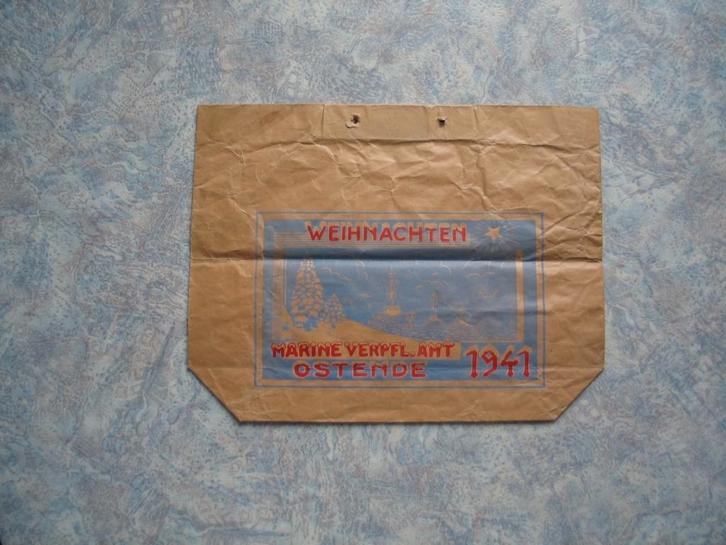 WEIHNACHTEN
MARINE VERPFL. AMT
OSTENDE 1941